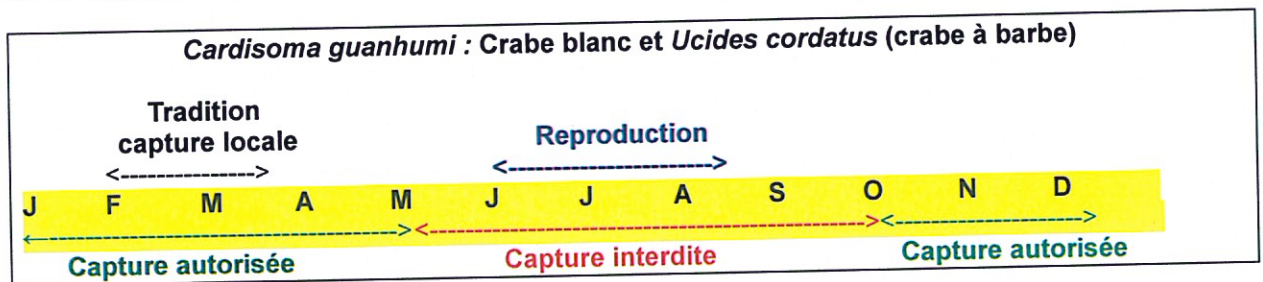 Cardisoma guanhumi : Crabe blanc et Ucides cordatus (crabe à barbe)
Tradition
capture locale
Reproduction
<--------------->
<----------------------->
J F M A M J J A S O N D
<---------------------------------------><----------------------------------------------><--------------------->
Capture autorisée Capture interdite Capture autorisée